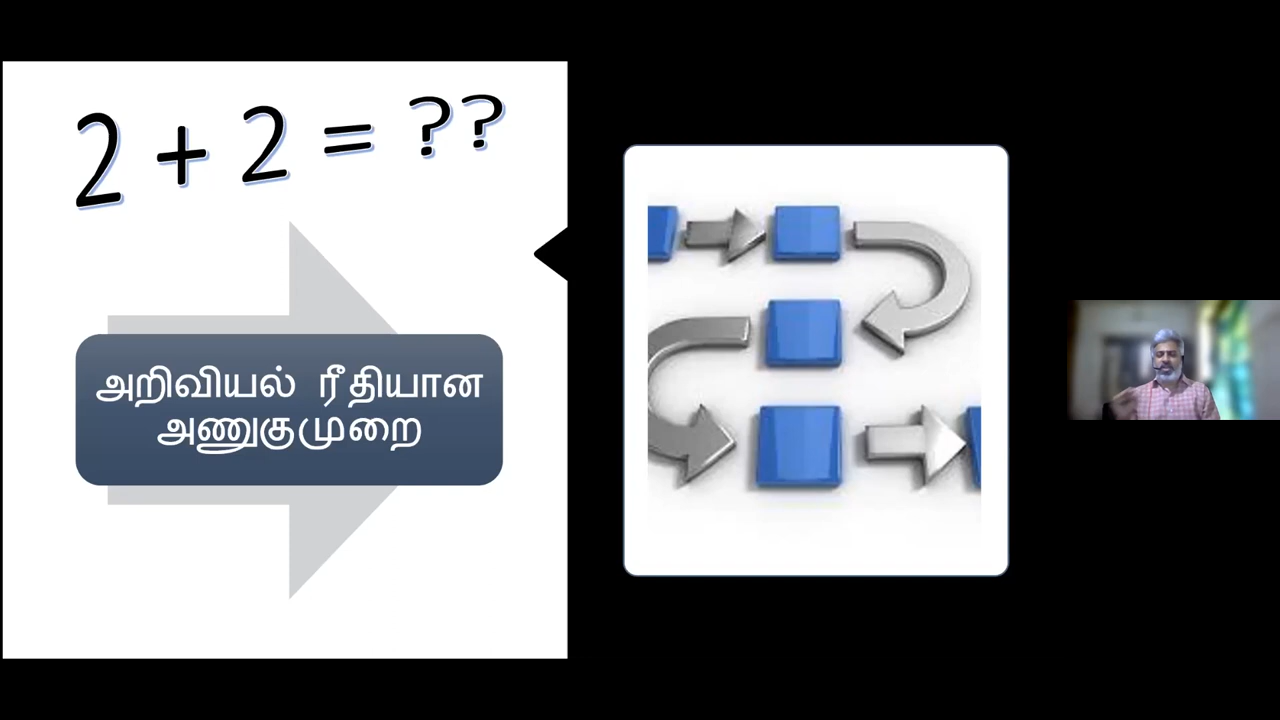 2 + 2 = ??
அறிவியல் ரீதியான
அணுகுமுறை